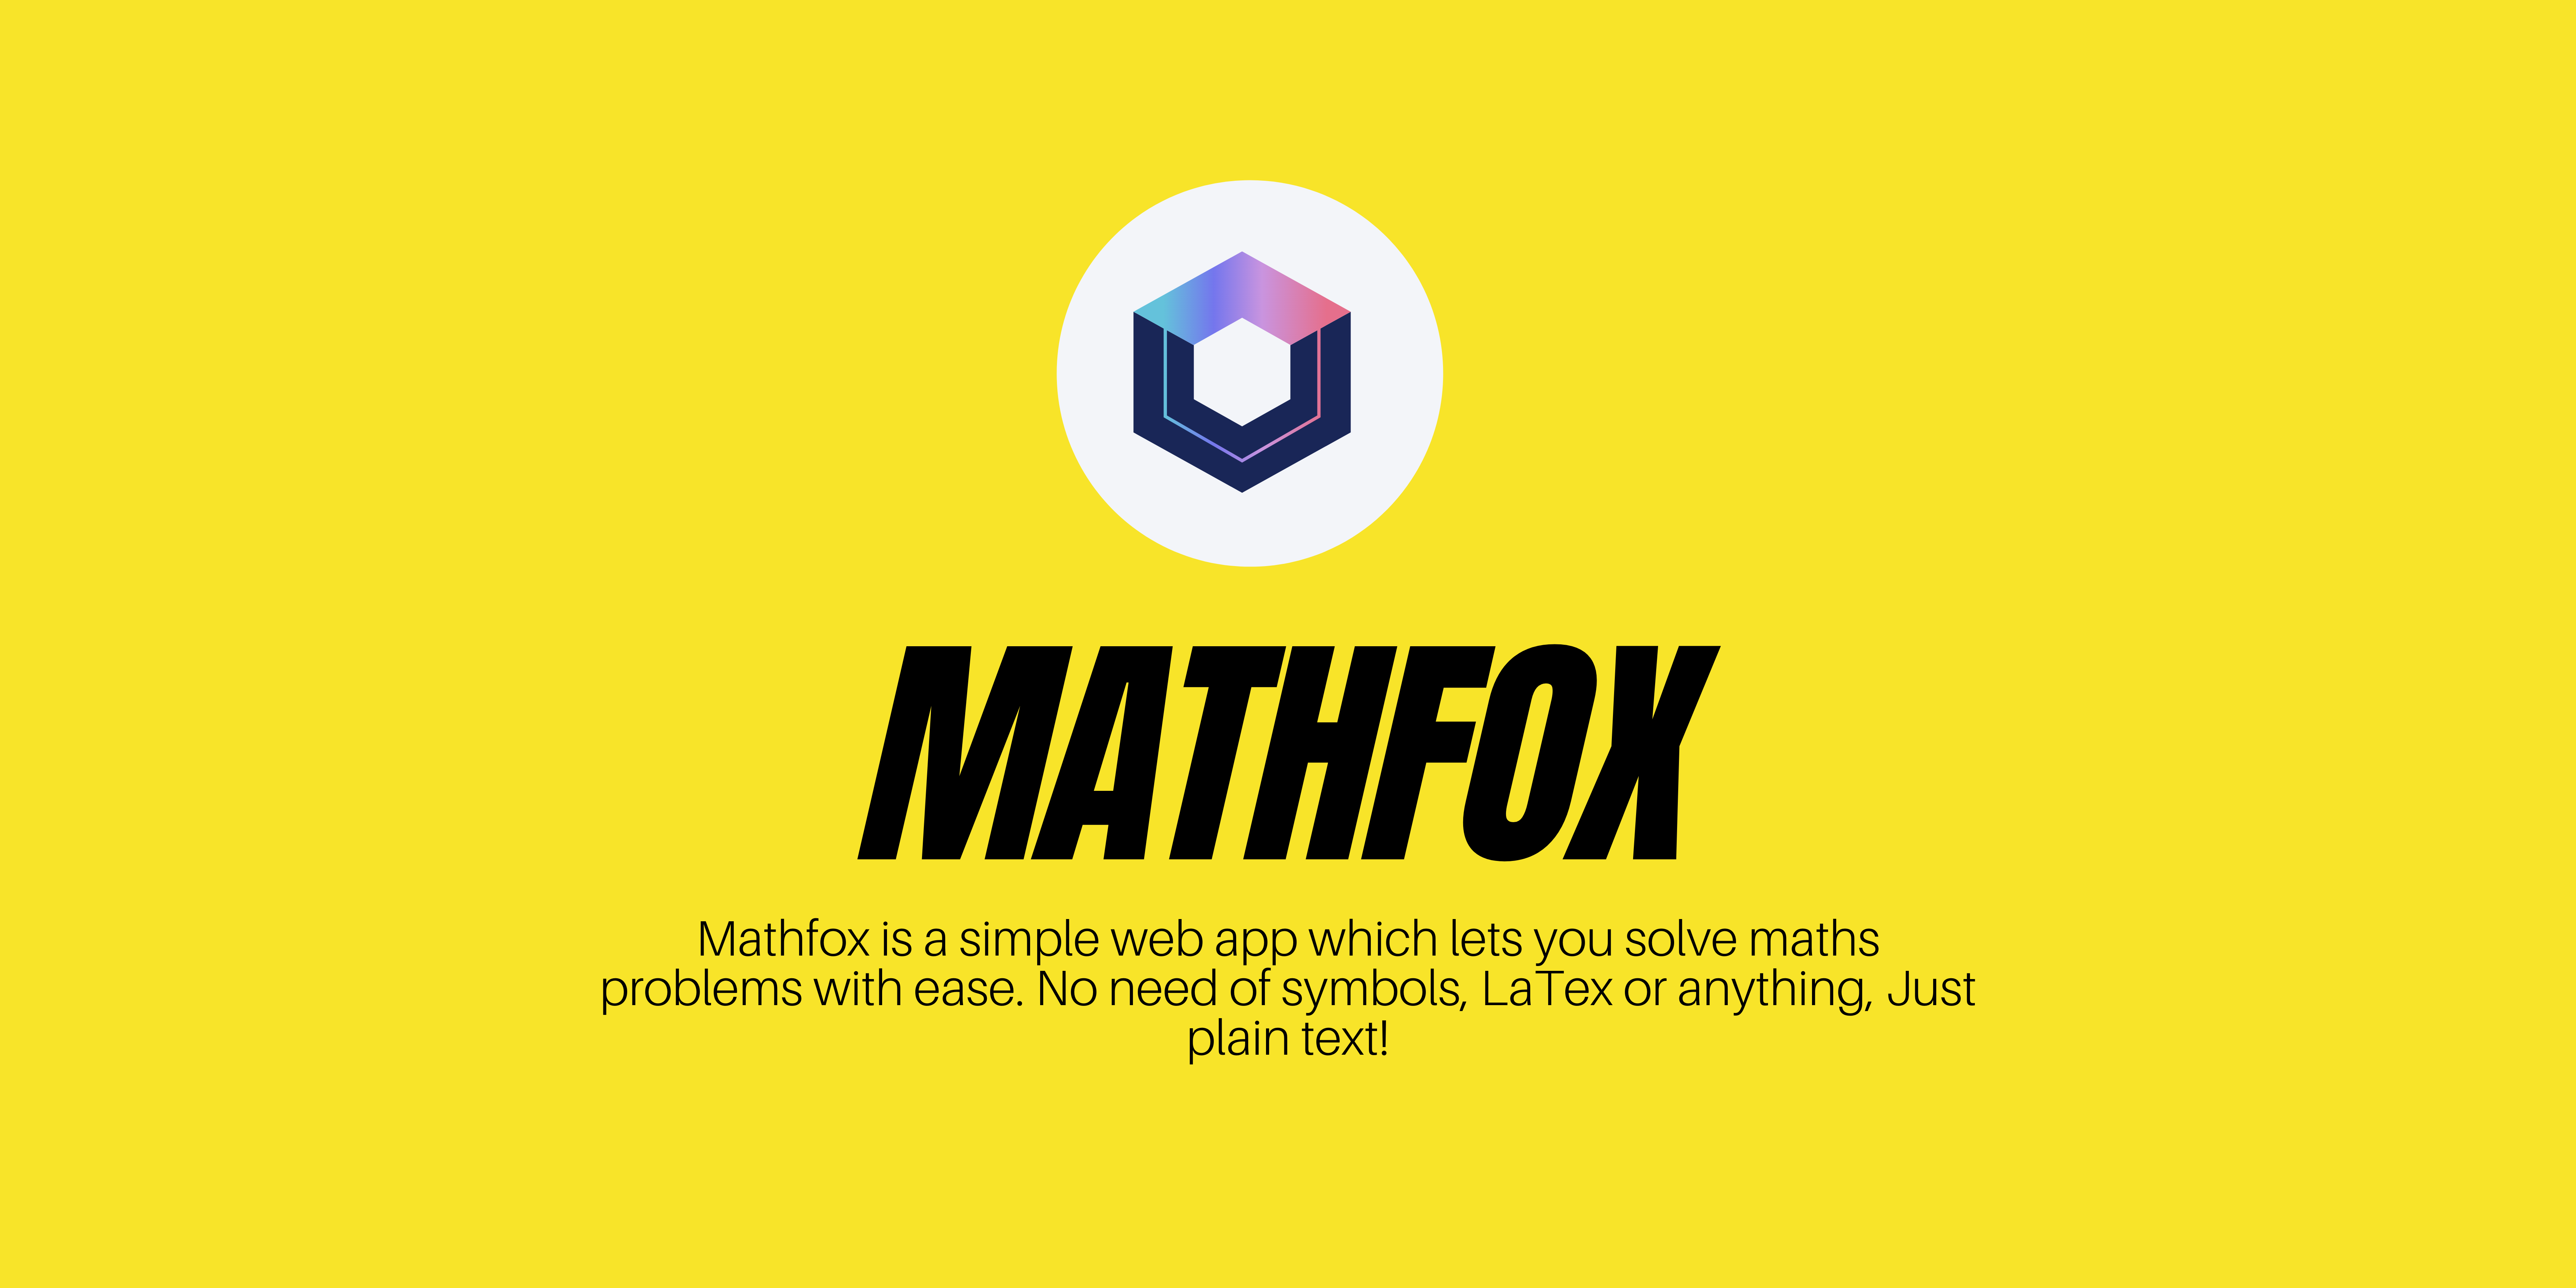 MATHFOX
Mathfox is a simple web app which lets you solve maths
problems with ease. No need of symbols, LaTex or anything, Just
plain text!